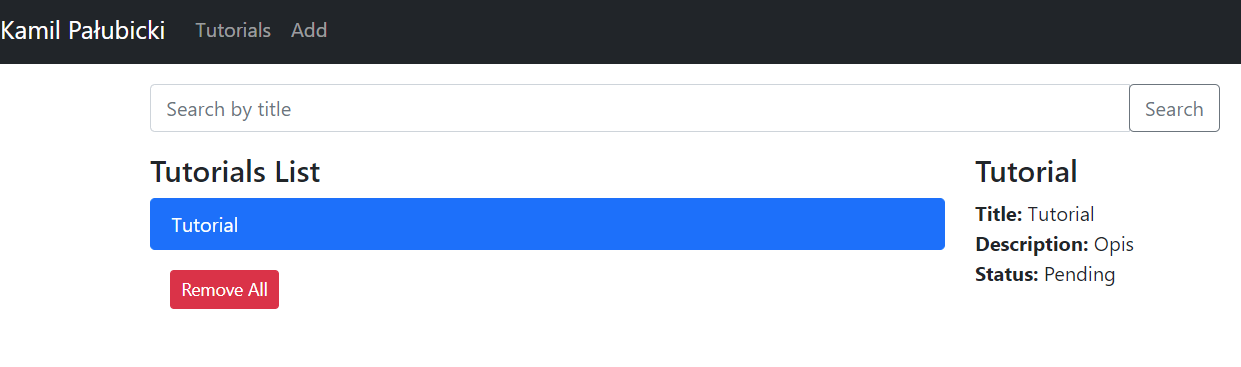 Kamil Pałubicki Tutorials Add
Search by title Search
Tutorials List
Tutorial
Remove All
Tutorial
Title: Tutorial
Description: Opis
Status: Pending